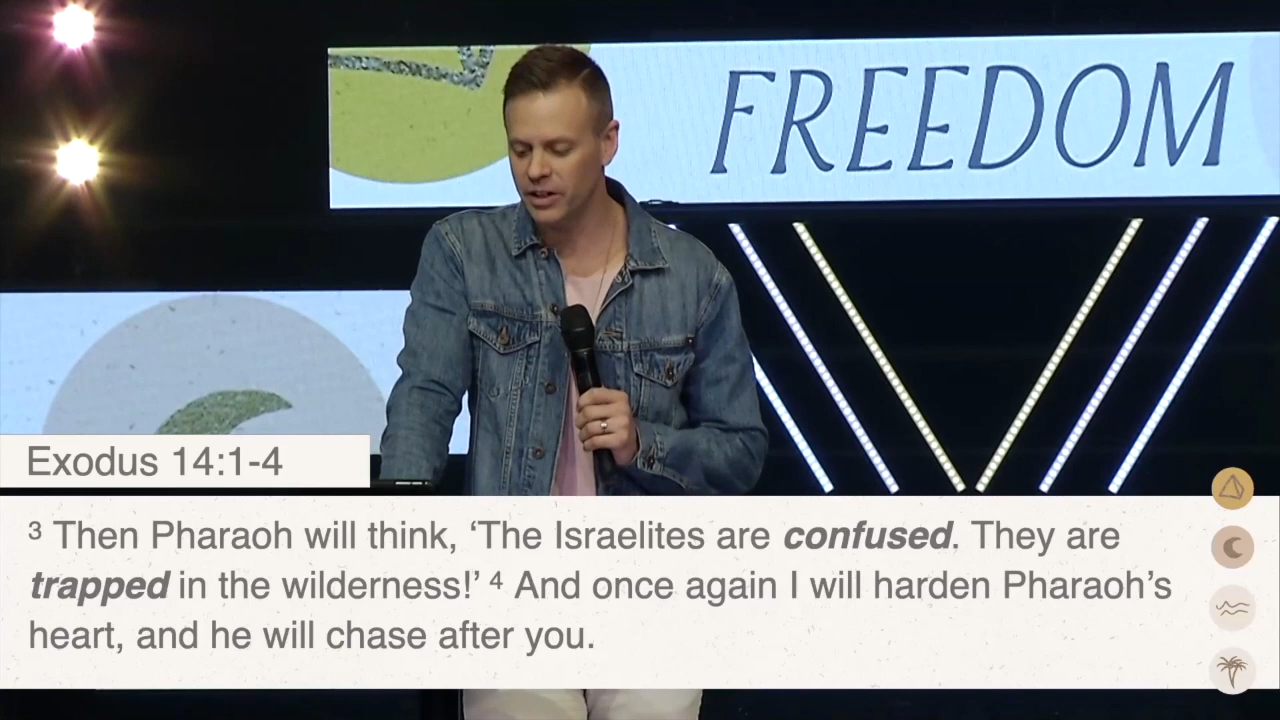 FREEDOM
Exodus 14:1-4
³ Then Pharaoh will think, ‘The Israelites are confused. They are
trapped in the wilderness!’ ⁴ And once again I will harden Pharaoh’s
heart, and he will chase after you.